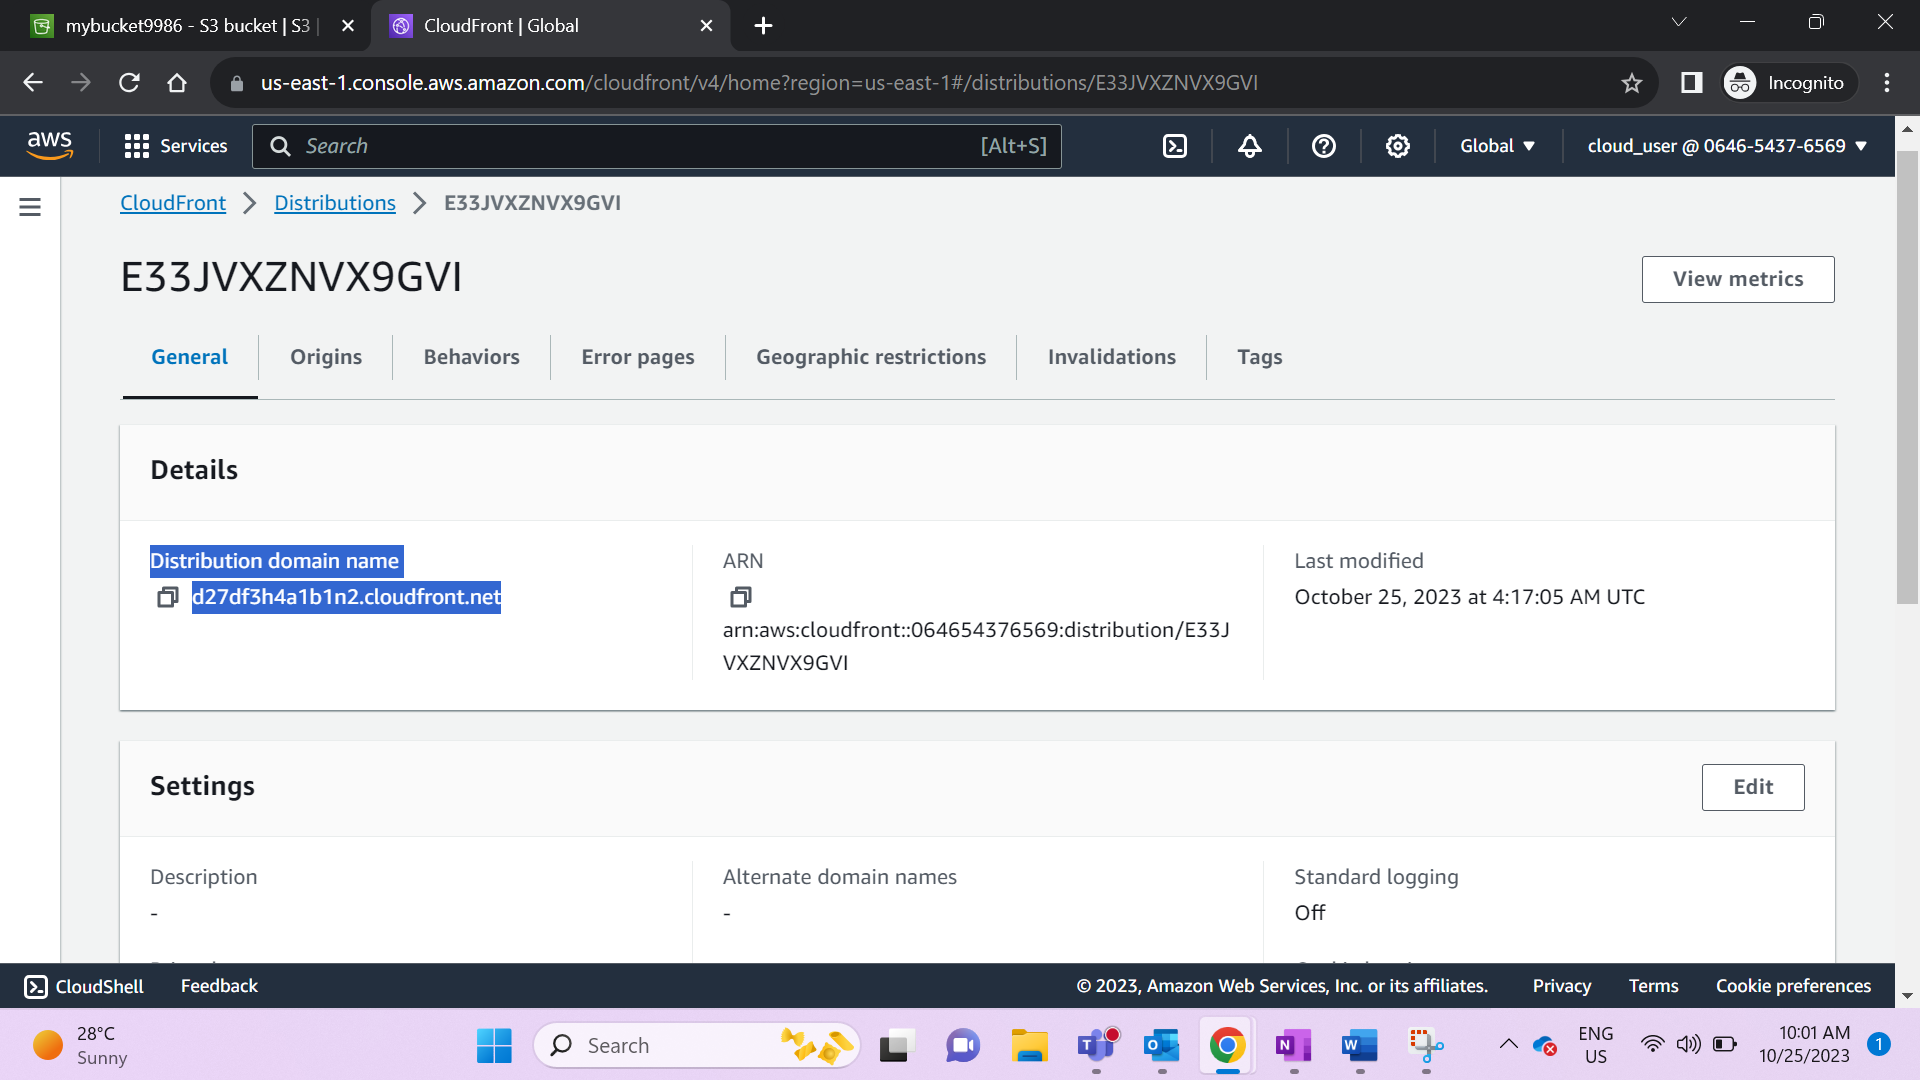 mybucket9986 - S3 bucket | S3 |
CloudFront | Global
us-east-1.console.aws.amazon.com/cloudfront/v4/home?region=us-east-1#/distributions/E33JVXZNVX9GVI
Incognito
aws
Services
Search
[Alt+S]
Global
cloud_user @ 0646-5437-6569
CloudFront
Distributions
E33JVXZNVX9GVI
E33JVXZNVX9GVI
View metrics
General
Origins
Behaviors
Error pages
Geographic restrictions
Invalidations
Tags
Details
Distribution domain name
d27df3h4a1b1n2.cloudfront.net
ARN
arn:aws:cloudfront::064654376569:distribution/E33J
VXZNVX9GVI
Last modified
October 25, 2023 at 4:17:05 AM UTC
Settings
Edit
Description
-
Alternate domain names
-
Standard logging
Off
CloudShell
Feedback
© 2023, Amazon Web Services, Inc. or its affiliates.
Privacy
Terms
Cookie preferences
28°C
Sunny
Search
ENG
US
10:01 AM
10/25/2023
1